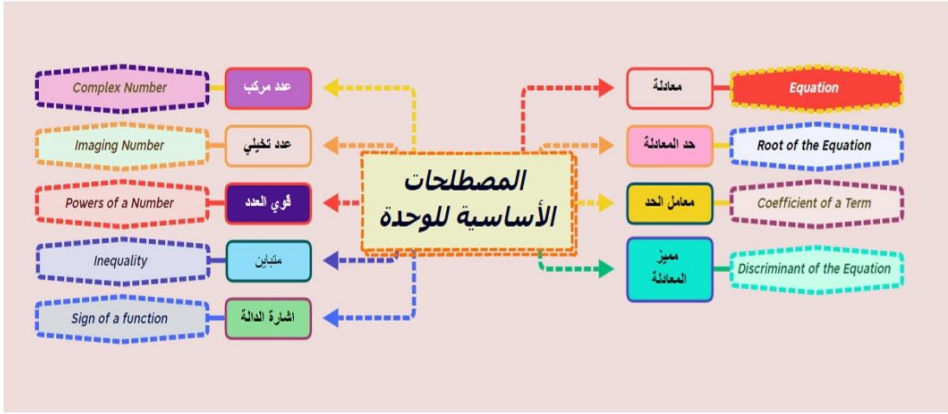 المصطلحات
الأساسية للوحدة
معادلة
Equation
حد المعادلة
Root of the Equation
معامل الحد
Coefficient of a Term
مميز
المعادلة
Discriminant of the Equation
عدد مركب
Complex Number
عدد تخيلي
Imaging Number
قوي العدد
Powers of a Number
متباين
Inequality
اشارة الدالة
Sign of a function